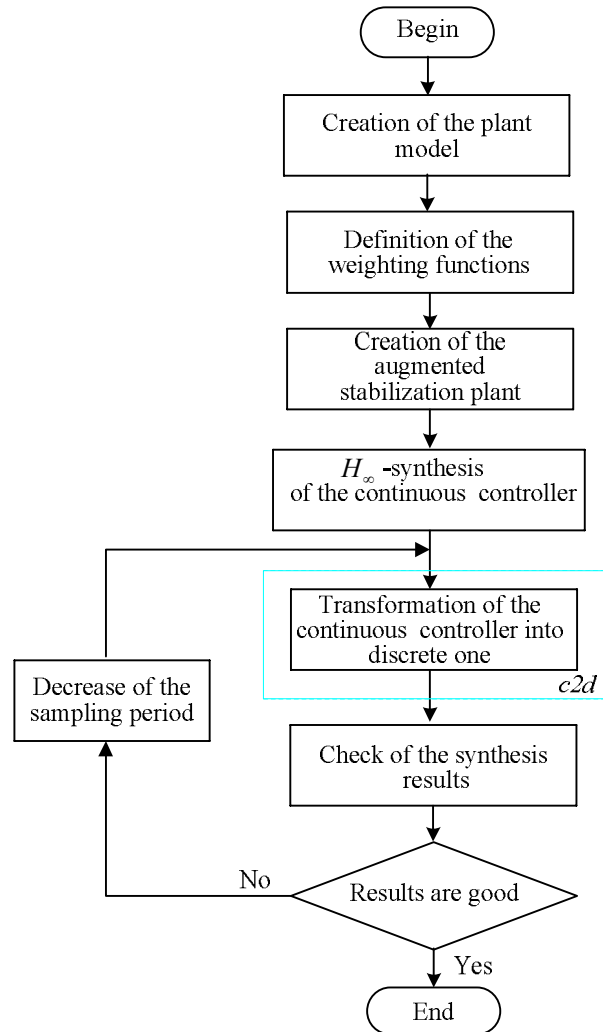 Begin
Creation of the plant
model
Definition of the
weighting functions
Creation of the
augmented
stabilization plant
H∞ -synthesis
of the continuous controller
Transformation of the
continuous controller into
discrete one
c2d
Decrease of the
sampling period
Check of the synthesis
results
No
Results are good
Yes
End